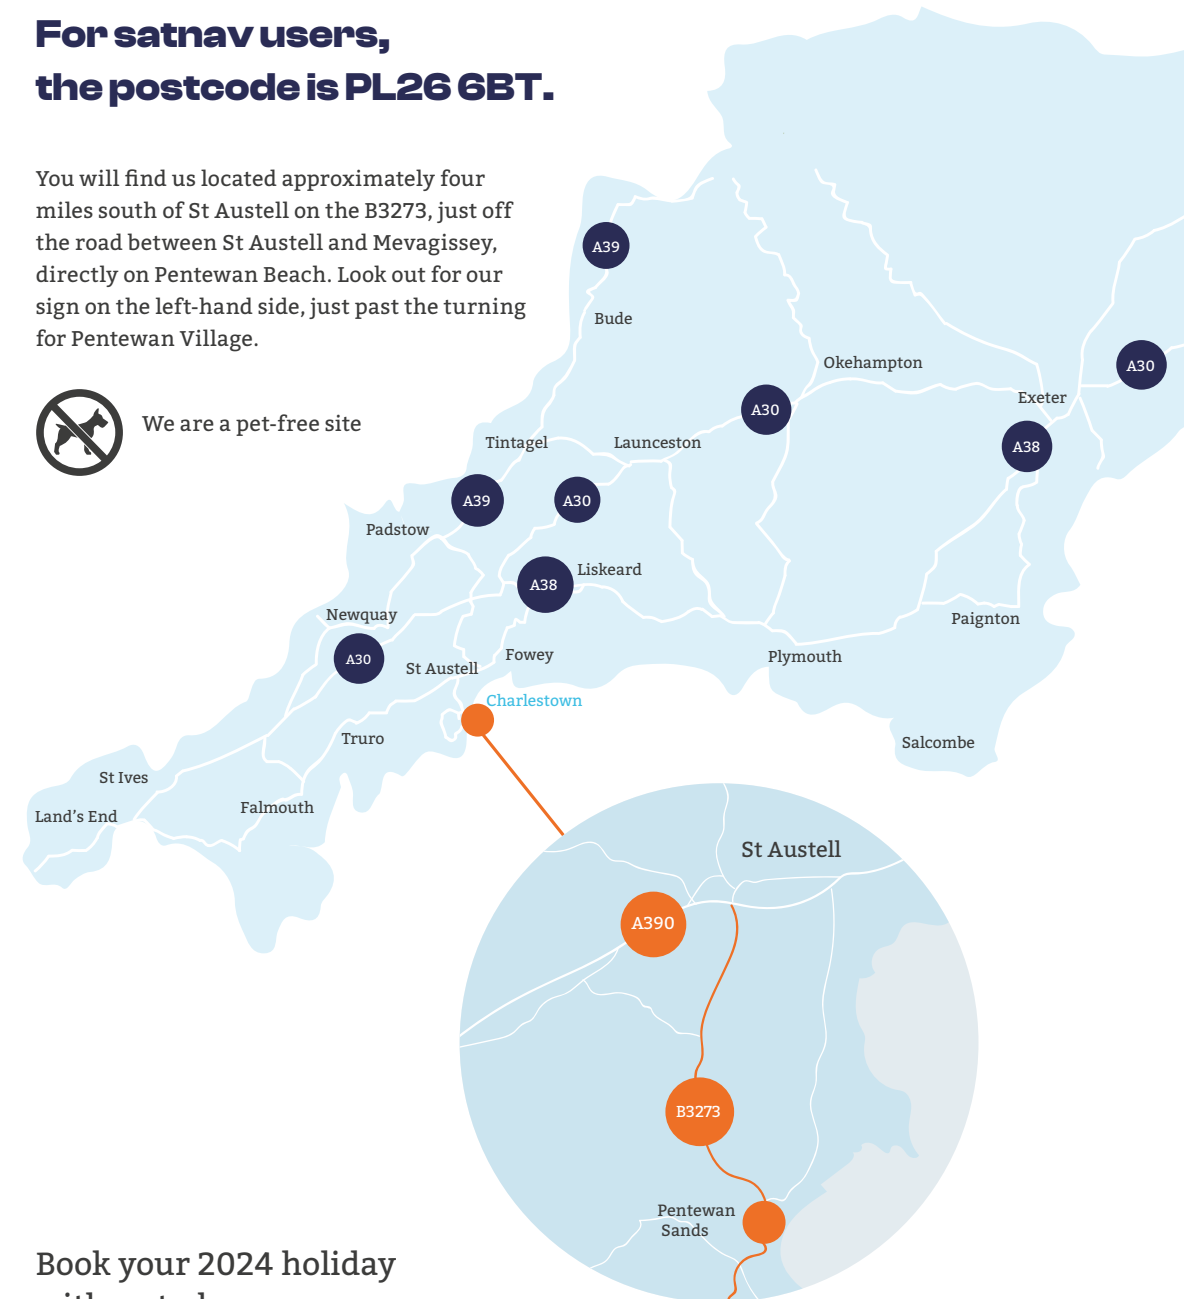 For satnav users,
the postcode is PL26 6BT.
You will find us located approximately four
miles south of St Austell on the B3273, just off
the road between St Austell and Mevagissey,
directly on Pentewan Beach. Look out for our
sign on the left-hand side, just past the turning
for Pentewan Village.
We are a pet-free site
A39
Bude
Okehampton
A30
Exeter
A30
A38
Tintagel
Launceston
A39
A30
Padstow
A38
Liskeard
Newquay
Paignton
A30
St Austell
Fowey
Plymouth
Charlestown
Truro
Salcombe
St Ives
Land's End
Falmouth
St Austell
A390
B3273
Pentewan
Sands
Book your 2024 holiday